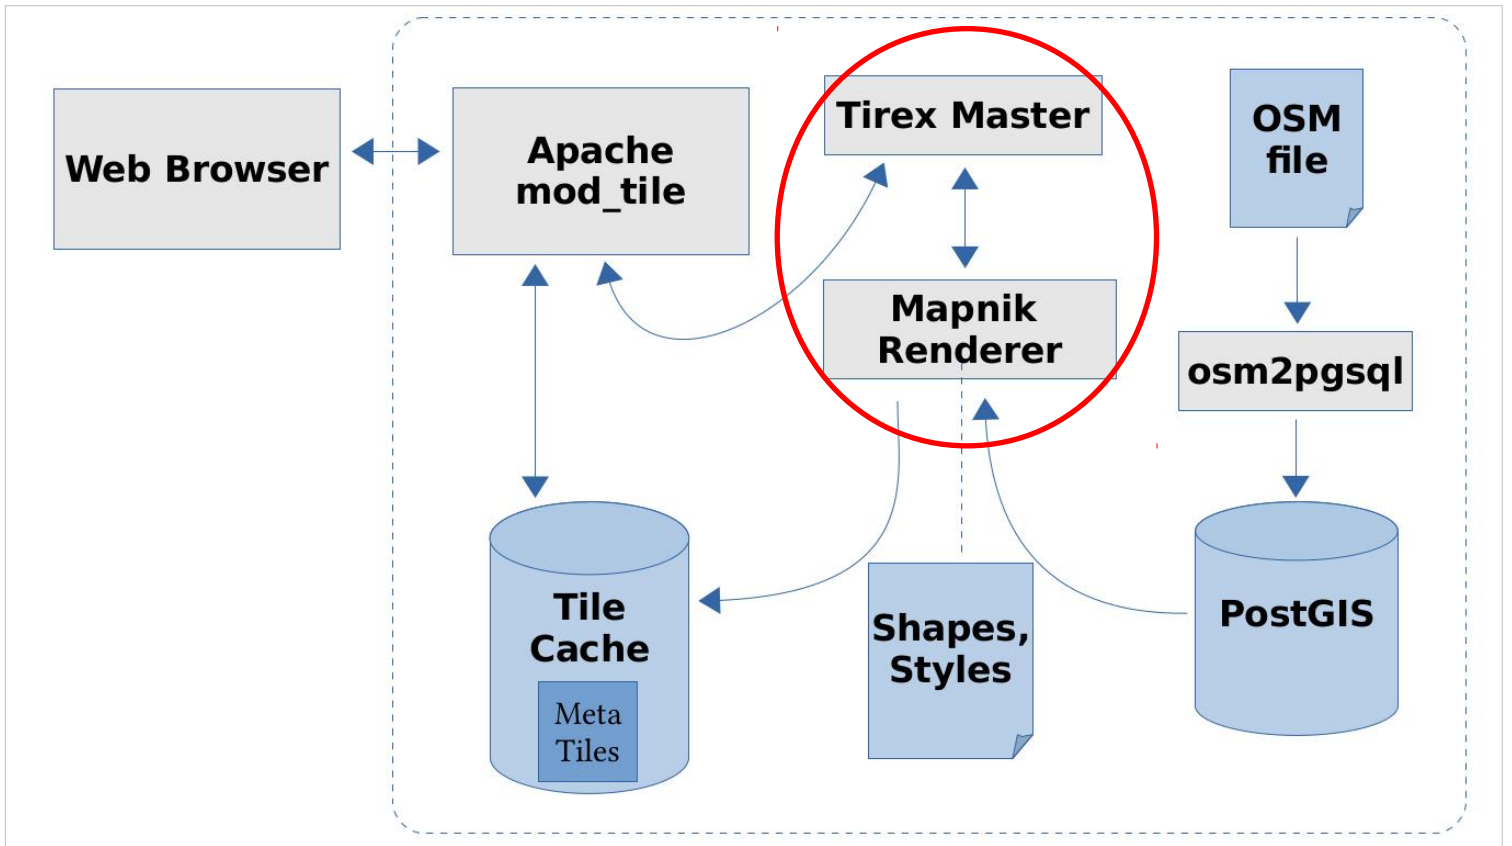 Web Browser
Apache
mod_tile
Tirex Master
OSM
file
Mapnik
Renderer
osm2pgsql
Tile
Cache
Meta
Tiles
Shapes,
Styles
PostGIS